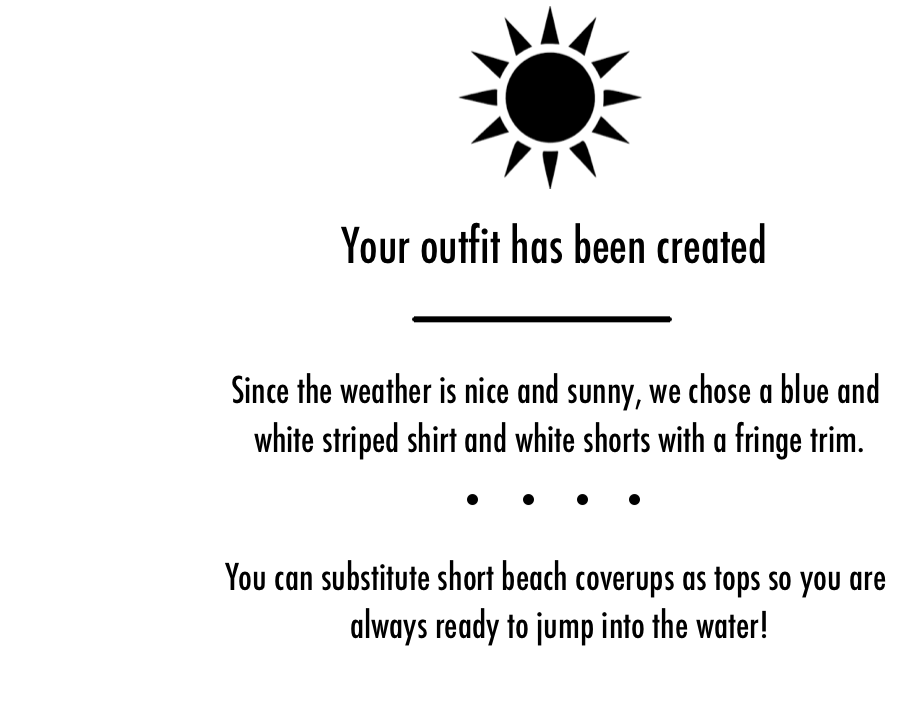 Your outfit has been created
Since the weather is nice and sunny, we chose a blue and
white striped shirt and white shorts with a fringe trim.
You can substitute short beach coverups as tops so you are
always ready to jump into the water!